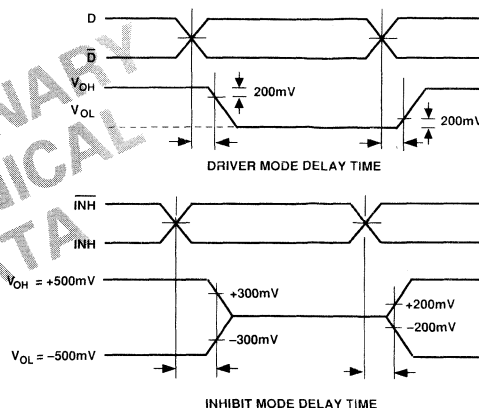 D
D̅
V_OH
V_OL
200mV
200mV
DRIVER MODE DELAY TIME
I̅N̅H̅
INH
V_OH = +500mV
+300mV
+200mV
−300mV
−200mV
V_OL = −500mV
INHIBIT MODE DELAY TIME